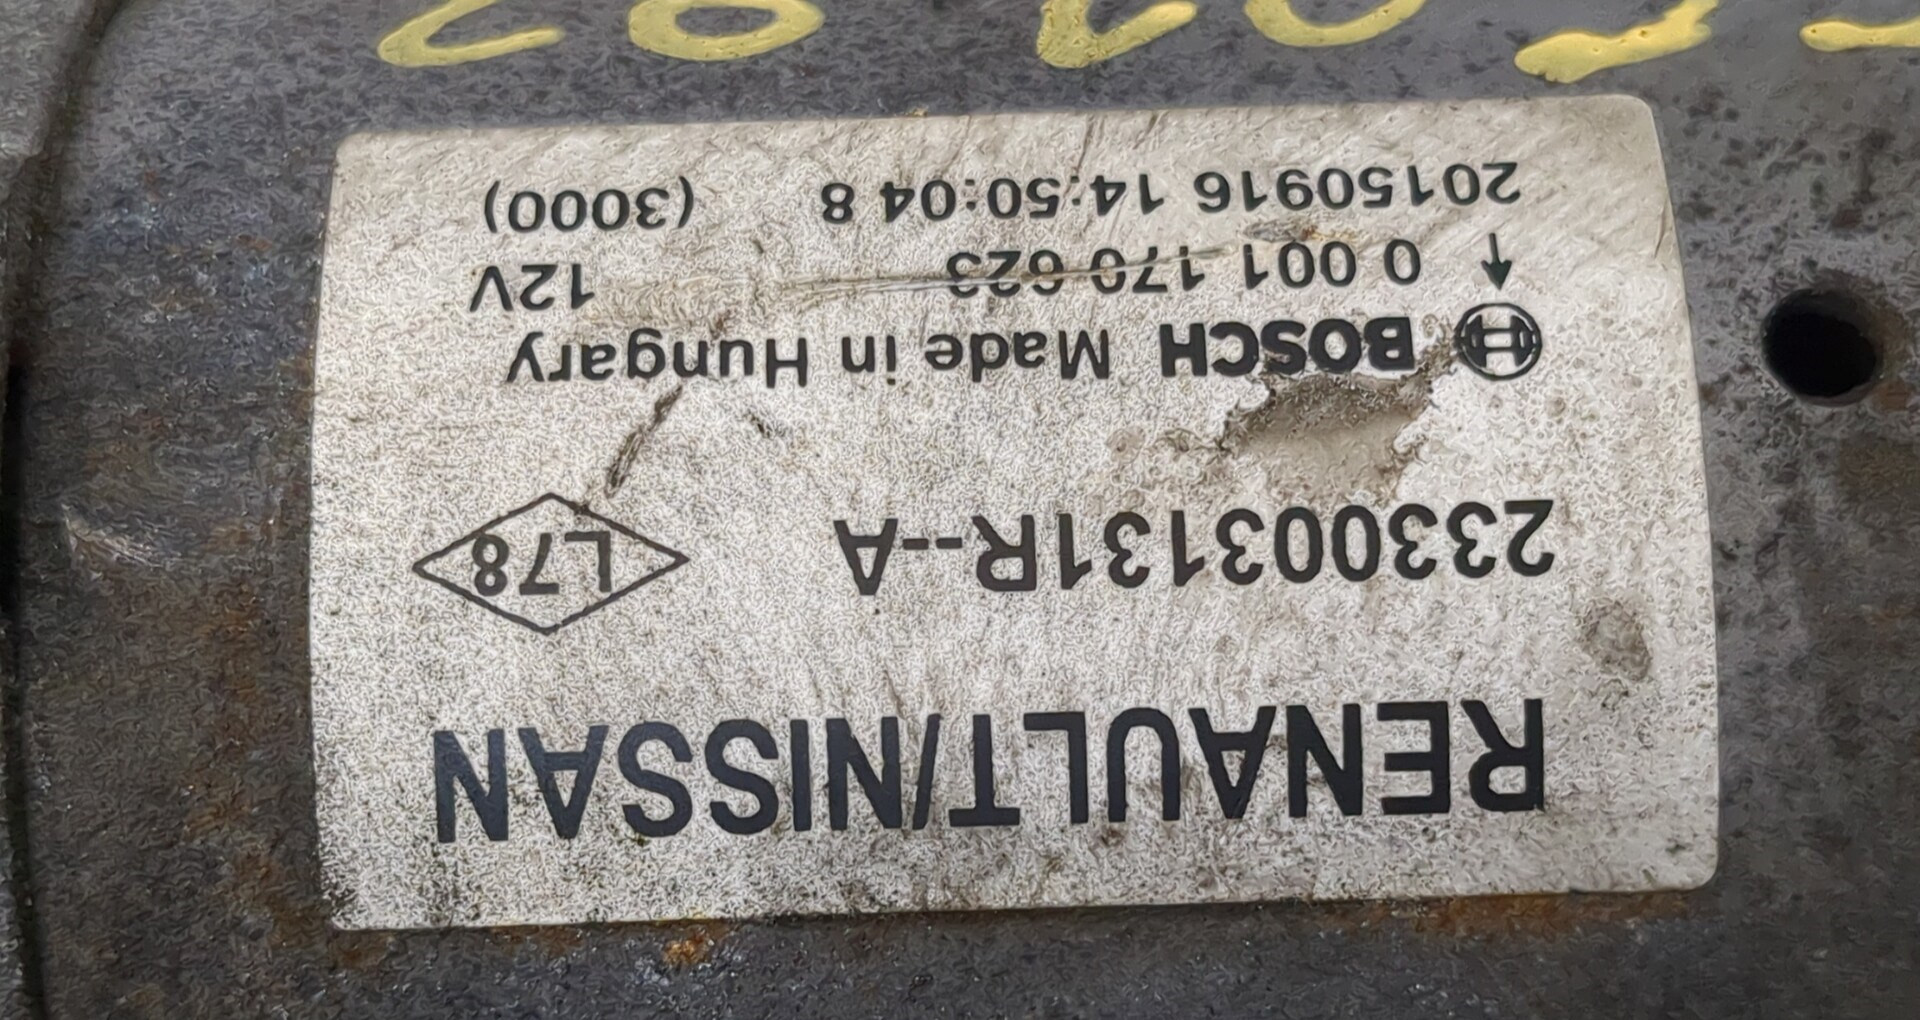 RENAULT/NISSAN
233003131R--A L78
BOSCH Made in Hungary
0 001 170 623 12V
20150916 14:50:04 8 (3000)